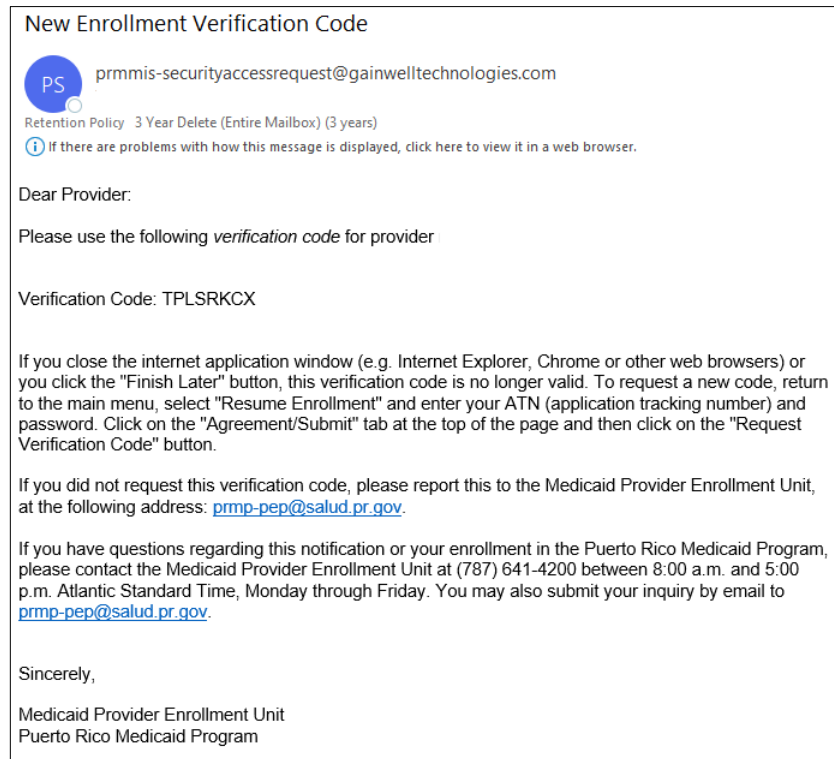 New Enrollment Verification Code
PS
prmmis-securityaccessrequest@gainwelltechnologies.com
Retention Policy 3 Year Delete (Entire Mailbox) (3 years)
If there are problems with how this message is displayed, click here to view it in a web browser.
Dear Provider:
Please use the following verification code for provider
Verification Code: TPLSRKCX
If you close the internet application window (e.g. Internet Explorer, Chrome or other web browsers) or
you click the "Finish Later" button, this verification code is no longer valid. To request a new code, return
to the main menu, select "Resume Enrollment" and enter your ATN (application tracking number) and
password. Click on the "Agreement/Submit" tab at the top of the page and then click on the "Request
Verification Code" button.
If you did not request this verification code, please report this to the Medicaid Provider Enrollment Unit,
at the following address: prmp-pep@salud.pr.gov.
If you have questions regarding this notification or your enrollment in the Puerto Rico Medicaid Program,
please contact the Medicaid Provider Enrollment Unit at (787) 641-4200 between 8:00 a.m. and 5:00
p.m. Atlantic Standard Time, Monday through Friday. You may also submit your inquiry by email to
prmp-pep@salud.pr.gov.
Sincerely,
Medicaid Provider Enrollment Unit
Puerto Rico Medicaid Program